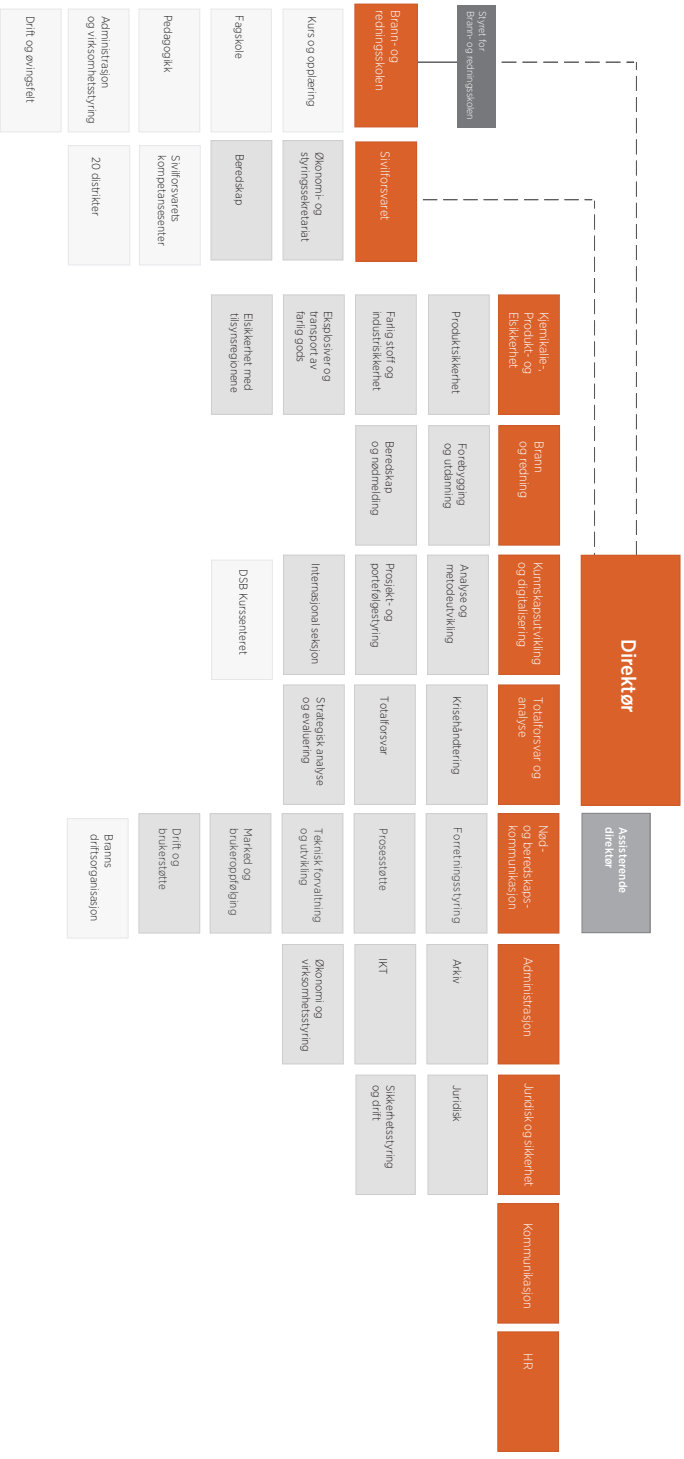 Direktør
Assisterende
direktør
Styret for
Brann- og redningsskolen
Brann- og
redningsskolen
Kurs og opplæring
Fagskole
Pedagogikk
Administrasjon
og virksomhetsstyring
Drift og øvingsfelt
Sivilforsvaret
Økonomi- og
styringssekretariat
Beredskap
Sivilforsvarets
kompetansesenter
20 distrikter
Kjemikalie-,
Produkt- og
Elsikkerhet
Produktsikkerhet
Farlig stoff og
industrisikkerhet
Eksplosiver og
transport av
farlig gods
Elsikkerhet med
tilsynsregionene
Brann
og redning
Forebygging
og utdanning
Beredskap
og nødmelding
Kunnskapsutvikling
og digitalisering
Analyse og
metodeutvikling
Prosjekt- og
portefølgestyring
Internasjonal seksjon
DSB Kurssenteret
Totalforsvar og
analyse
Krisehåndtering
Totalforsvar
Strategisk analyse
og evaluering
Nød-
og beredskaps-
kommunikasjon
Forretningsstyring
Prosesstøtte
Teknisk forvaltning
og utvikling
Marked og
brukeroppfølging
Drift og
brukerstøtte
Branns
driftsorganisasjon
Administrasjon
Arkiv
IKT
Økonomi og
virksomhetsstyring
Juridisk og sikkerhet
Juridisk
Sikkerhetsstyring
og drift
Kommunikasjon
HR